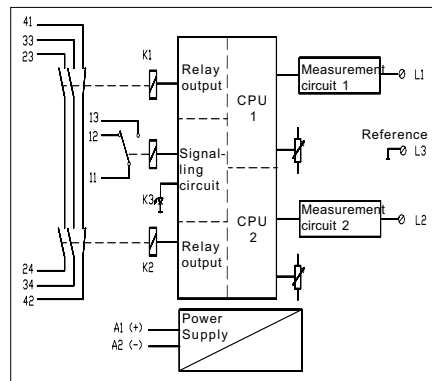 41
33
23
K1
Relay
output
CPU
1
Measurement
circuit 1
L1
13
12
11
Signal-
ling
circuit
K3
Reference
L3
24
34
42
K2
Relay
output
CPU
2
Measurement
circuit 2
L2
A1 (+)
A2 (-)
Power
Supply